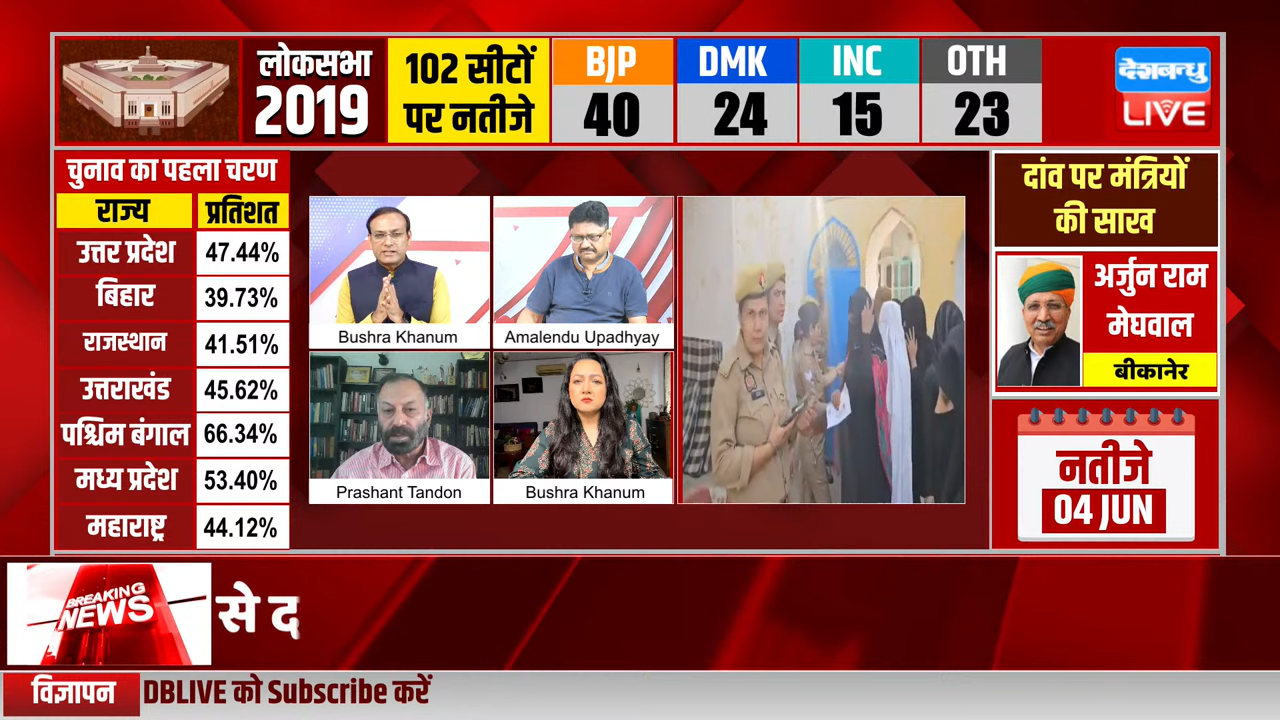 लोकसभा
2019
102 सीटों
पर नतीजे
BJP
40
DMK
24
INC
15
OTH
23
देशबन्धु
LIVE
चुनाव का पहला चरण
राज्य प्रतिशत
उत्तर प्रदेश 47.44%
बिहार 39.73%
राजस्थान 41.51%
उत्तराखंड 45.62%
पश्चिम बंगाल 66.34%
मध्य प्रदेश 53.40%
महाराष्ट्र 44.12%
Bushra Khanum
Amalendu Upadhyay
Prashant Tandon
Bushra Khanum
दांव पर मंत्रियों
की साख
अर्जुन राम
मेघवाल
बीकानेर
नतीजे
04 JUN
BREAKING
NEWS
से द
विज्ञापन
DBLIVE को Subscribe करें